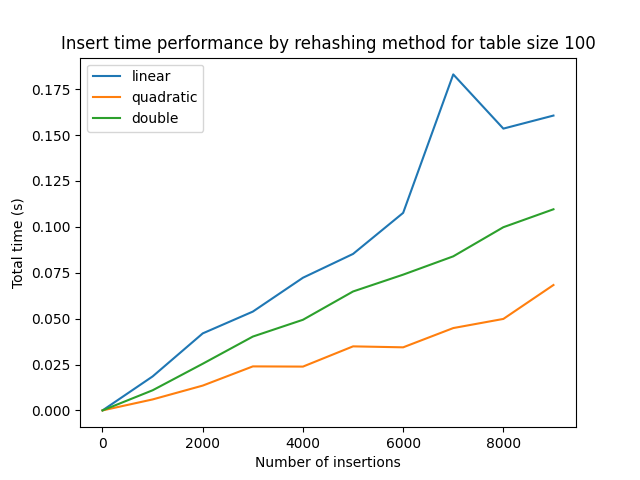 Insert time performance by rehashing method for table size 100
linear
quadratic
double
0.175
0.150
0.125
0.100
0.075
0.050
0.025
0.000
Total time (s)
0 2000 4000 6000 8000
Number of insertions